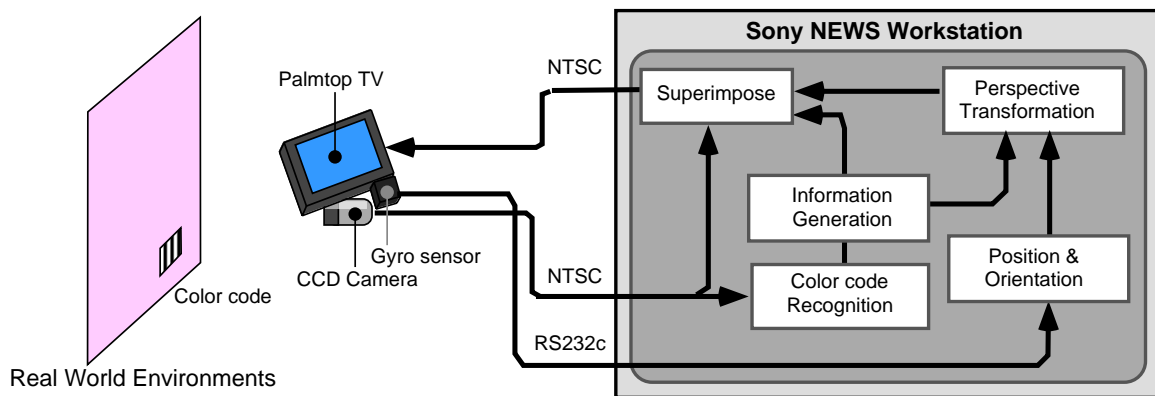 Sony NEWS Workstation
NTSC
Palmtop TV
Superimpose
Perspective
Transformation
Information
Generation
Gyro sensor
CCD Camera
NTSC
Color code
Color code
Recognition
Position &
Orientation
RS232c
Real World Environments